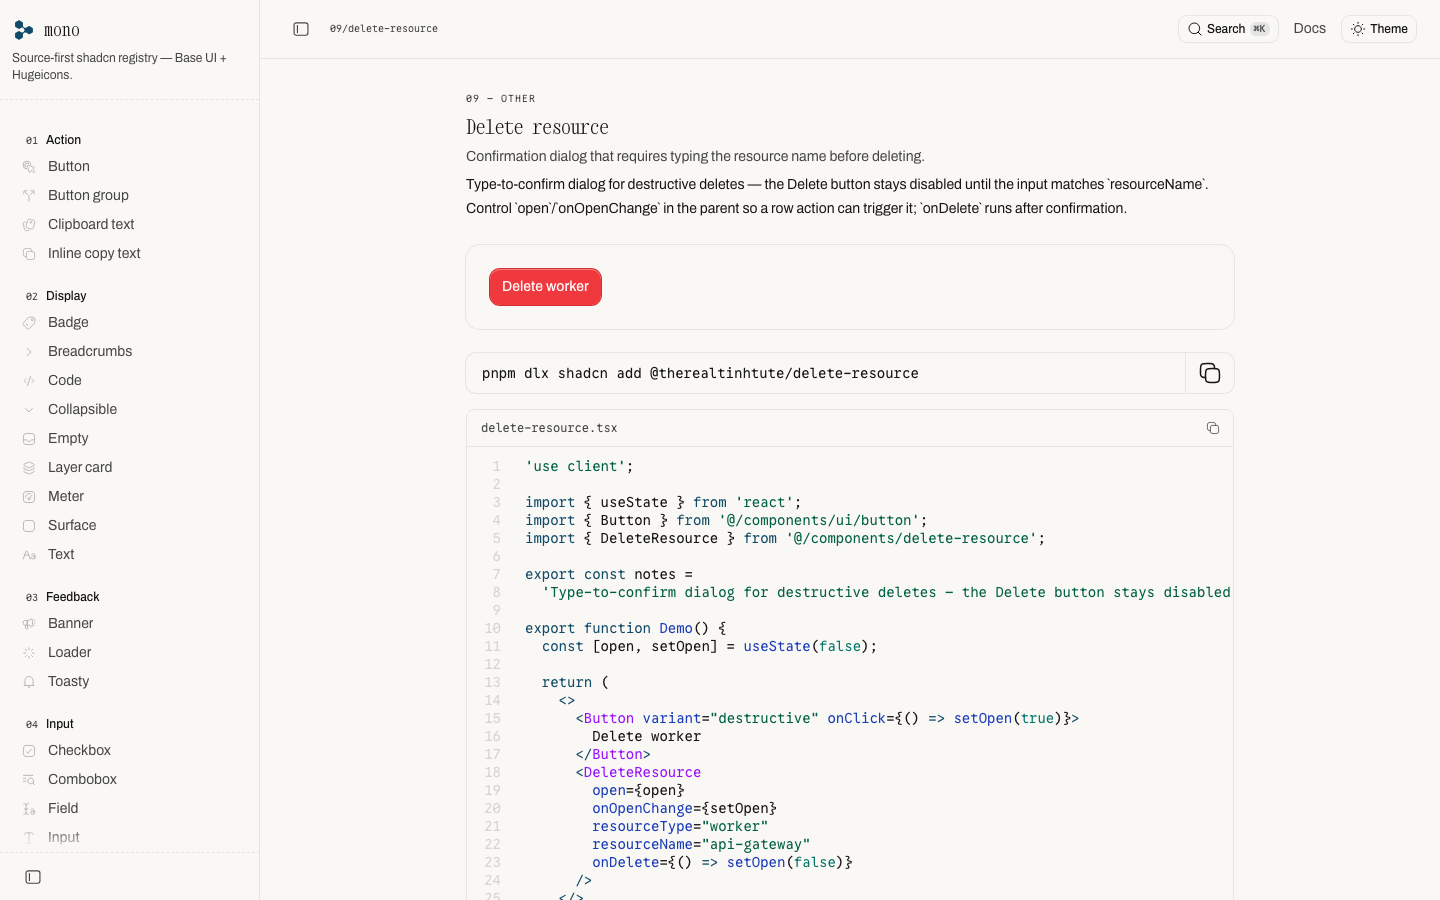 mono
Source-first shadcn registry — Base UI +
Hugeicons.
01 Action
Button
Button group
Clipboard text
Inline copy text
02 Display
Badge
Breadcrumbs
Code
Collapsible
Empty
Layer card
Meter
Surface
Text
03 Feedback
Banner
Loader
Toasty
04 Input
Checkbox
Combobox
Field
Input
09/delete-resource
Search ⌘K
Docs
Theme
09 — OTHER
Delete resource
Confirmation dialog that requires typing the resource name before deleting.
Type-to-confirm dialog for destructive deletes — the Delete button stays disabled until the input matches `resourceName`.
Control `open`/`onOpenChange` in the parent so a row action can trigger it; `onDelete` runs after confirmation.
Delete worker
pnpm dlx shadcn add @therealtinhtute/delete-resource
delete-resource.tsx
1 'use client';
2
3 import { useState } from 'react';
4 import { Button } from '@/components/ui/button';
5 import { DeleteResource } from '@/components/delete-resource';
6
7 export const notes =
8 'Type-to-confirm dialog for destructive deletes — the Delete button stays disabled
9
10 export function Demo() {
11 const [open, setOpen] = useState(false);
12
13 return (
14 <>
15 <Button variant="destructive" onClick={() => setOpen(true)}>
16 Delete worker
17 </Button>
18 <DeleteResource
19 open={open}
20 onOpenChange={setOpen}
21 resourceType="worker"
22 resourceName="api-gateway"
23 onDelete={() => setOpen(false)}
24 />
25 </>